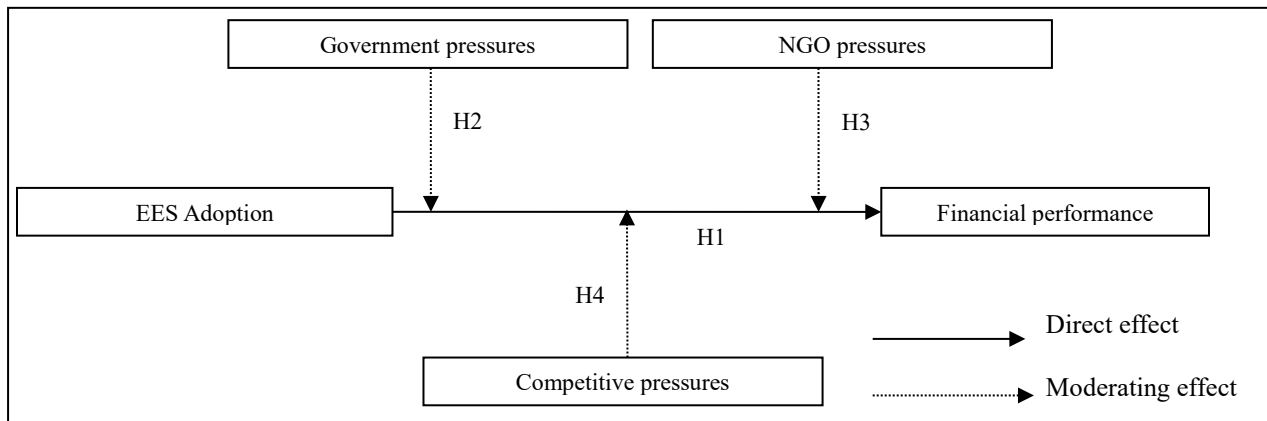 Government pressures
NGO pressures
H2
H3
EES Adoption
Financial performance
H1
H4
Direct effect
Competitive pressures
Moderating effect